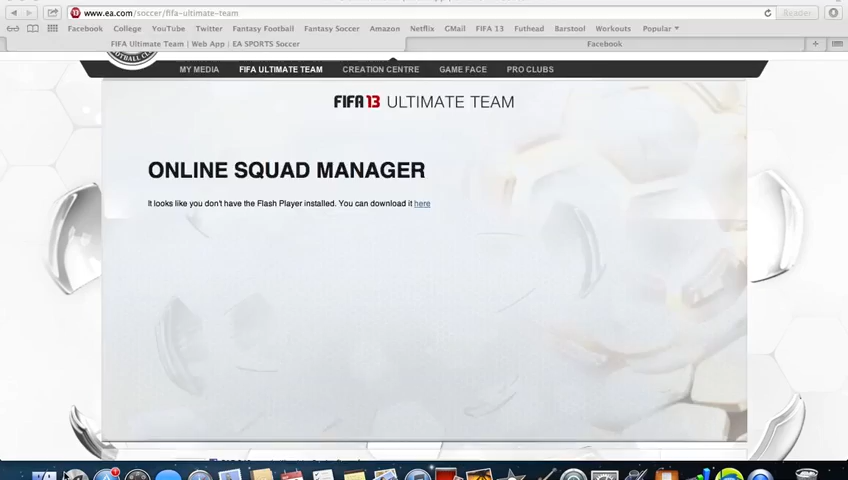 www.ea.com/soccer/fifa-ultimate-team
Reader
Facebook College YouTube Twitter Fantasy Football Fantasy Soccer Amazon Netflix GMail FIFA 13 Futhead Barstool Workouts Popular
FIFA Ultimate Team | Web App | EA SPORTS Soccer Facebook
MY MEDIA FIFA ULTIMATE TEAM CREATION CENTRE GAME FACE PRO CLUBS
FIFA 13 ULTIMATE TEAM
ONLINE SQUAD MANAGER
It looks like you don't have the Flash Player installed. You can download it here